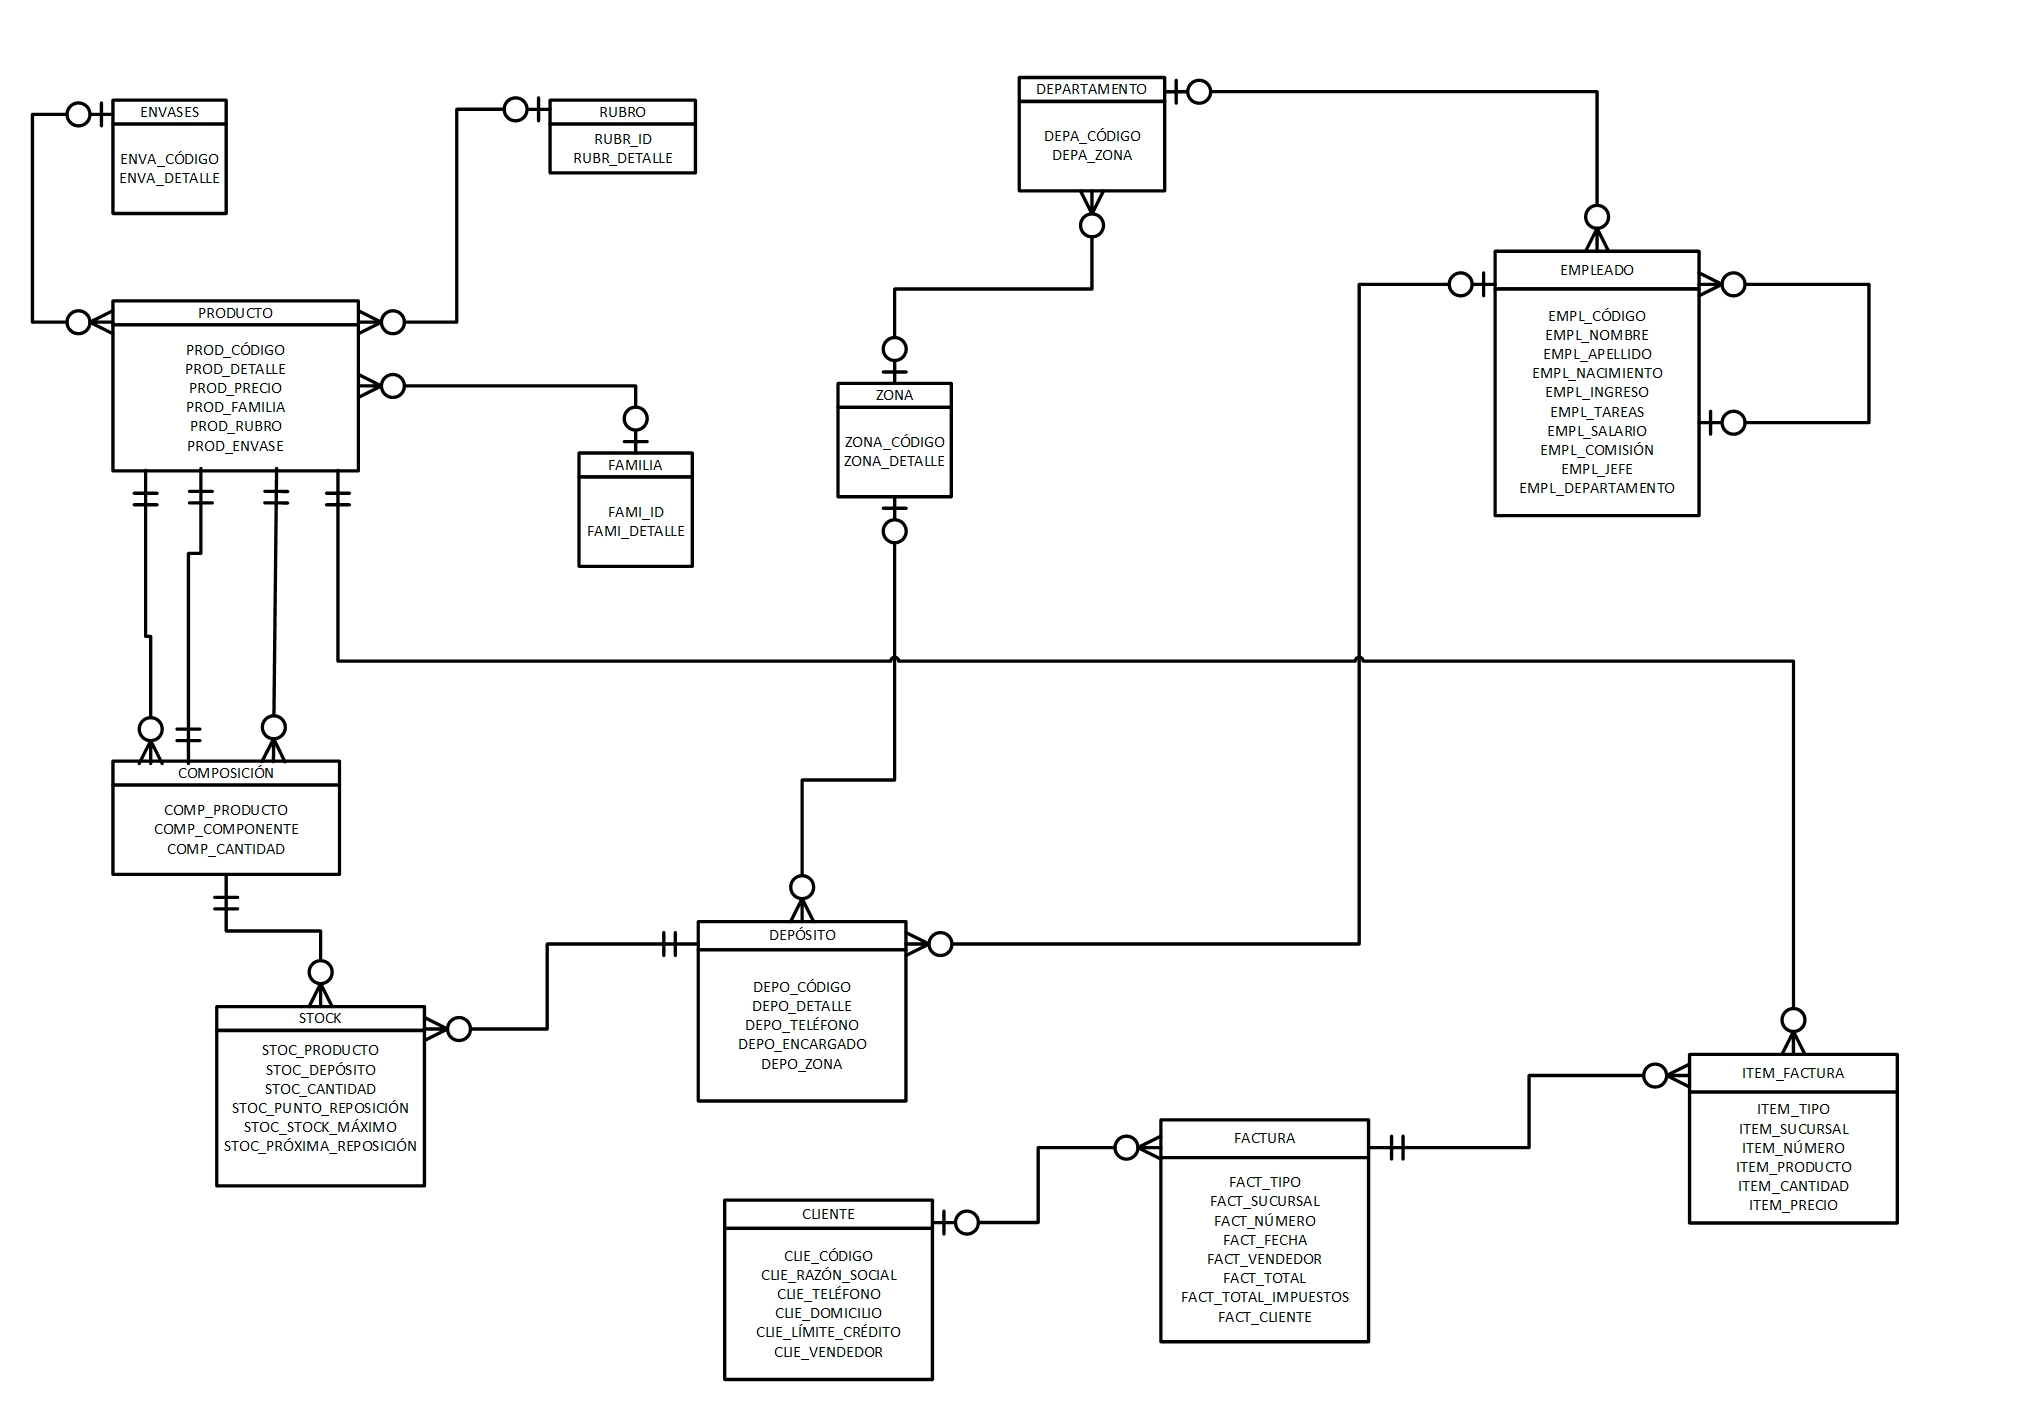 ENVASES
ENVA_CÓDIGO
ENVA_DETALLE
RUBRO
RUBR_ID
RUBR_DETALLE
DEPARTAMENTO
DEPA_CÓDIGO
DEPA_ZONA
EMPLEADO
EMPL_CÓDIGO
EMPL_NOMBRE
EMPL_APELLIDO
EMPL_NACIMIENTO
EMPL_INGRESO
EMPL_TAREAS
EMPL_SALARIO
EMPL_COMISIÓN
EMPL_JEFE
EMPL_DEPARTAMENTO
PRODUCTO
PROD_CÓDIGO
PROD_DETALLE
PROD_PRECIO
PROD_FAMILIA
PROD_RUBRO
PROD_ENVASE
ZONA
ZONA_CÓDIGO
ZONA_DETALLE
FAMILIA
FAMI_ID
FAMI_DETALLE
COMPOSICIÓN
COMP_PRODUCTO
COMP_COMPONENTE
COMP_CANTIDAD
DEPÓSITO
DEPO_CÓDIGO
DEPO_DETALLE
DEPO_TELÉFONO
DEPO_ENCARGADO
DEPO_ZONA
STOCK
STOC_PRODUCTO
STOC_DEPÓSITO
STOC_CANTIDAD
STOC_PUNTO_REPOSICIÓN
STOC_STOCK_MÁXIMO
STOC_PRÓXIMA_REPOSICIÓN
ITEM_FACTURA
ITEM_TIPO
ITEM_SUCURSAL
ITEM_NÚMERO
ITEM_PRODUCTO
ITEM_CANTIDAD
ITEM_PRECIO
FACTURA
FACT_TIPO
FACT_SUCURSAL
FACT_NÚMERO
FACT_FECHA
FACT_VENDEDOR
FACT_TOTAL
FACT_TOTAL_IMPUESTOS
FACT_CLIENTE
CLIENTE
CLIE_CÓDIGO
CLIE_RAZÓN_SOCIAL
CLIE_TELÉFONO
CLIE_DOMICILIO
CLIE_LÍMITE_CRÉDITO
CLIE_VENDEDOR